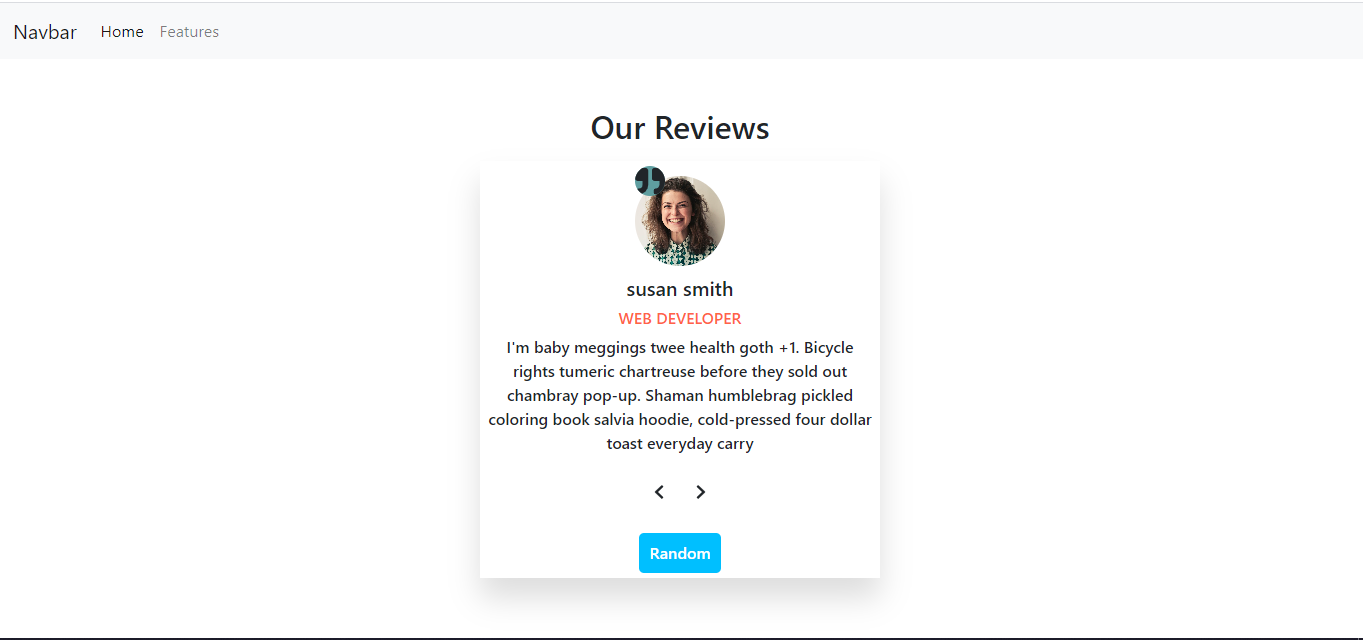 Navbar Home Features
Our Reviews
susan smith
WEB DEVELOPER
I'm baby meggings twee health goth +1. Bicycle
rights tumeric chartreuse before they sold out
chambray pop-up. Shaman humblebrag pickled
coloring book salvia hoodie, cold-pressed four dollar
toast everyday carry
Random